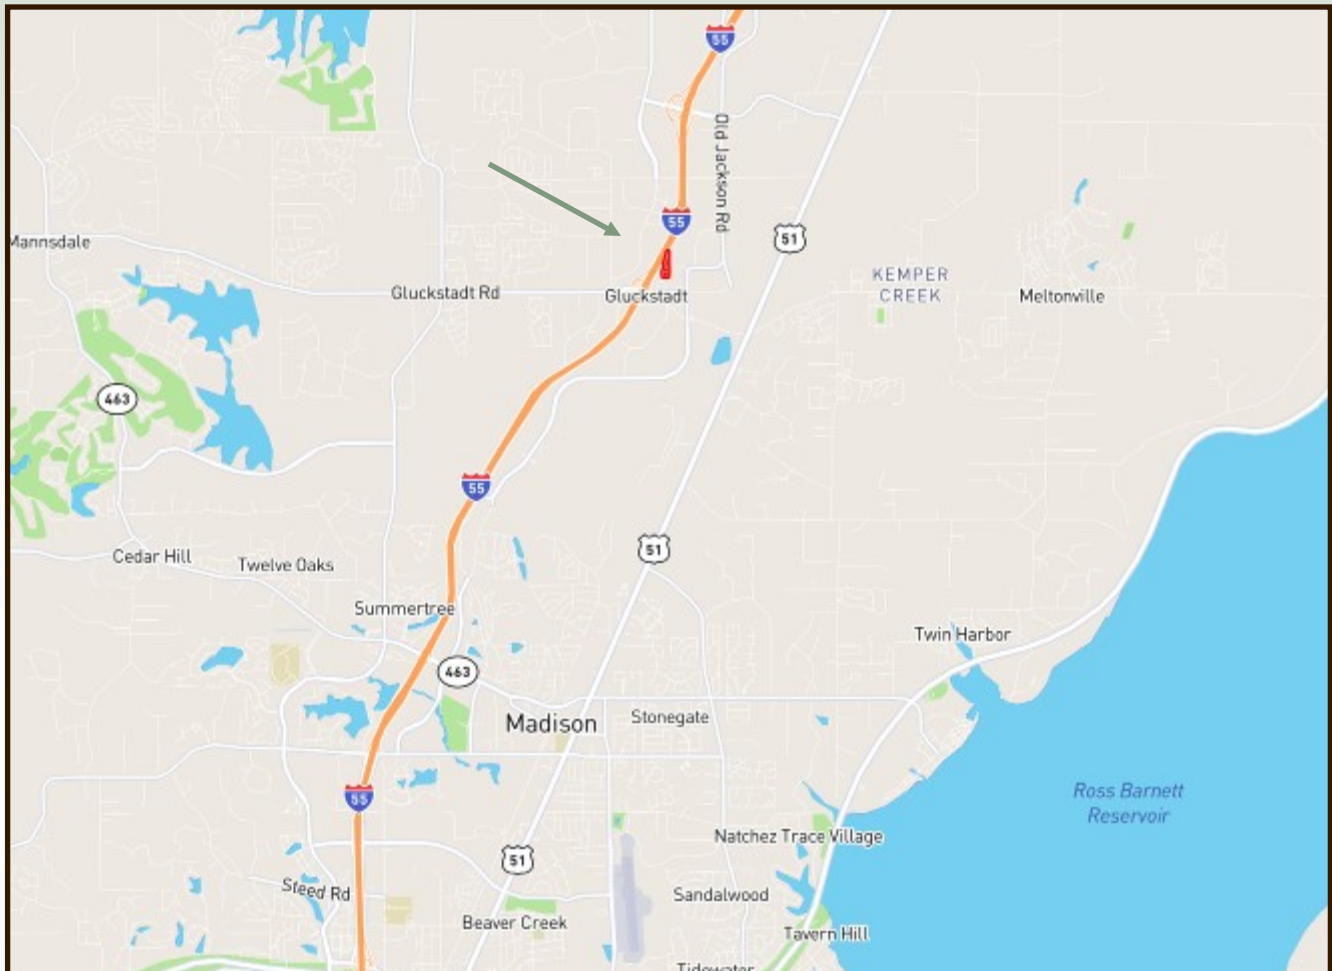 55
Old Jackson Rd
55
51
Mannsdale
KEMPER
CREEK
Gluckstadt Rd
Gluckstadt
Meltonville
463
55
51
Cedar Hill
Twelve Oaks
Summertree
Twin Harbor
463
Madison
Stonegate
55
Ross Barnett
Reservoir
Natchez Trace Village
51
Steed Rd
Sandalwood
Beaver Creek
Tavern Hill
Tidewater